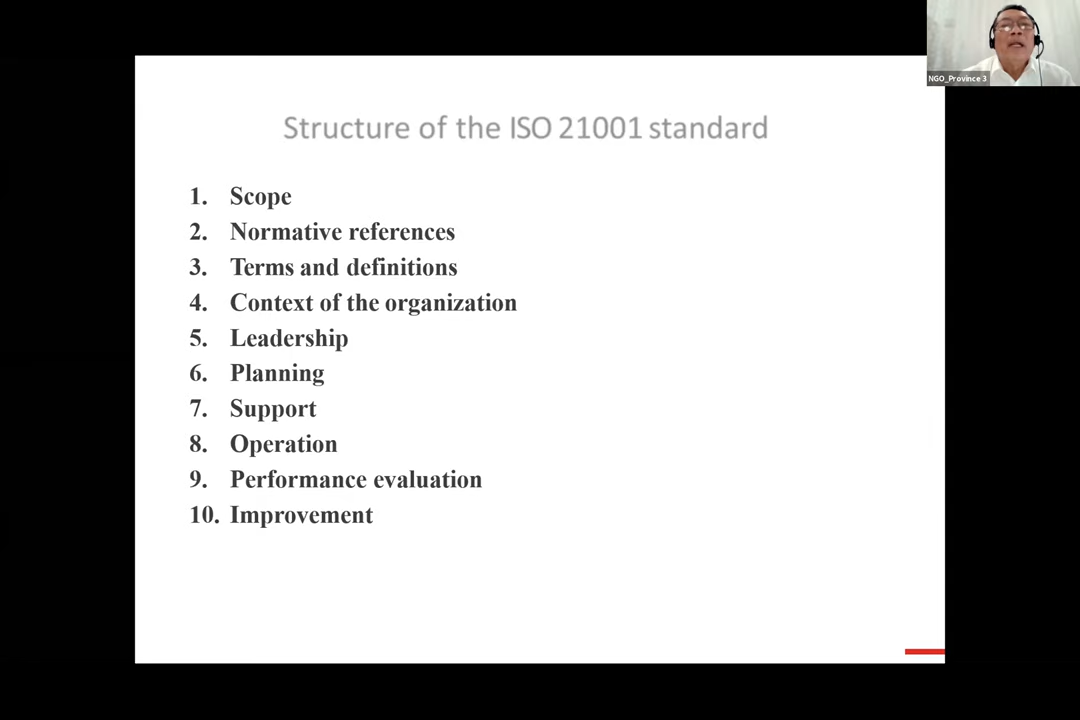 Structure of the ISO 21001 standard
1. Scope
2. Normative references
3. Terms and definitions
4. Context of the organization
5. Leadership
6. Planning
7. Support
8. Operation
9. Performance evaluation
10. Improvement
NGO_Province 3